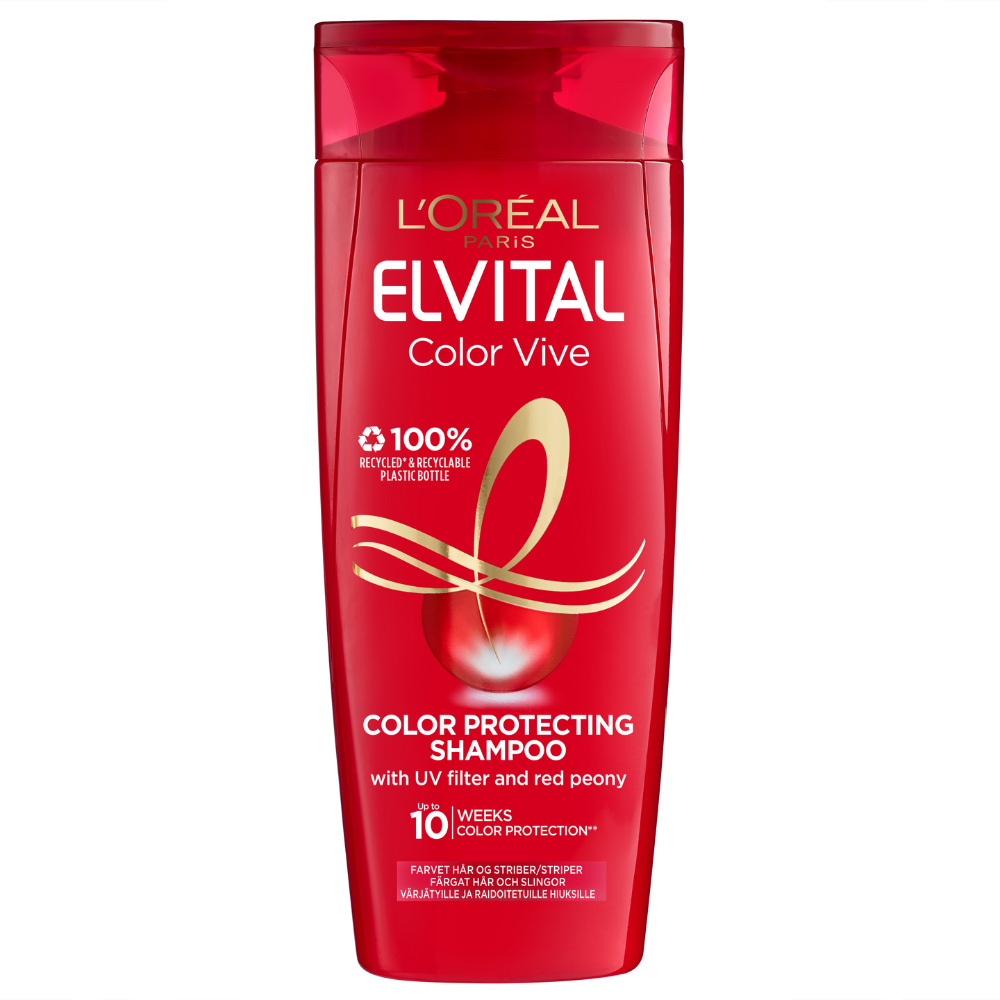 L'ORÉAL
PARiS
ELVITAL
Color Vive
100%
RECYCLED* & RECYCLABLE
PLASTIC BOTTLE
COLOR PROTECTING
SHAMPOO
with UV filter and red peony
Up to
10 WEEKS
COLOR PROTECTION**
FARVET HÅR OG STRIBER/STRIPER
FÄRGAT HÅR OCH SLINGOR
VÄRJÄTYILLE JA RAIDOITETUILLE HIUKSILLE